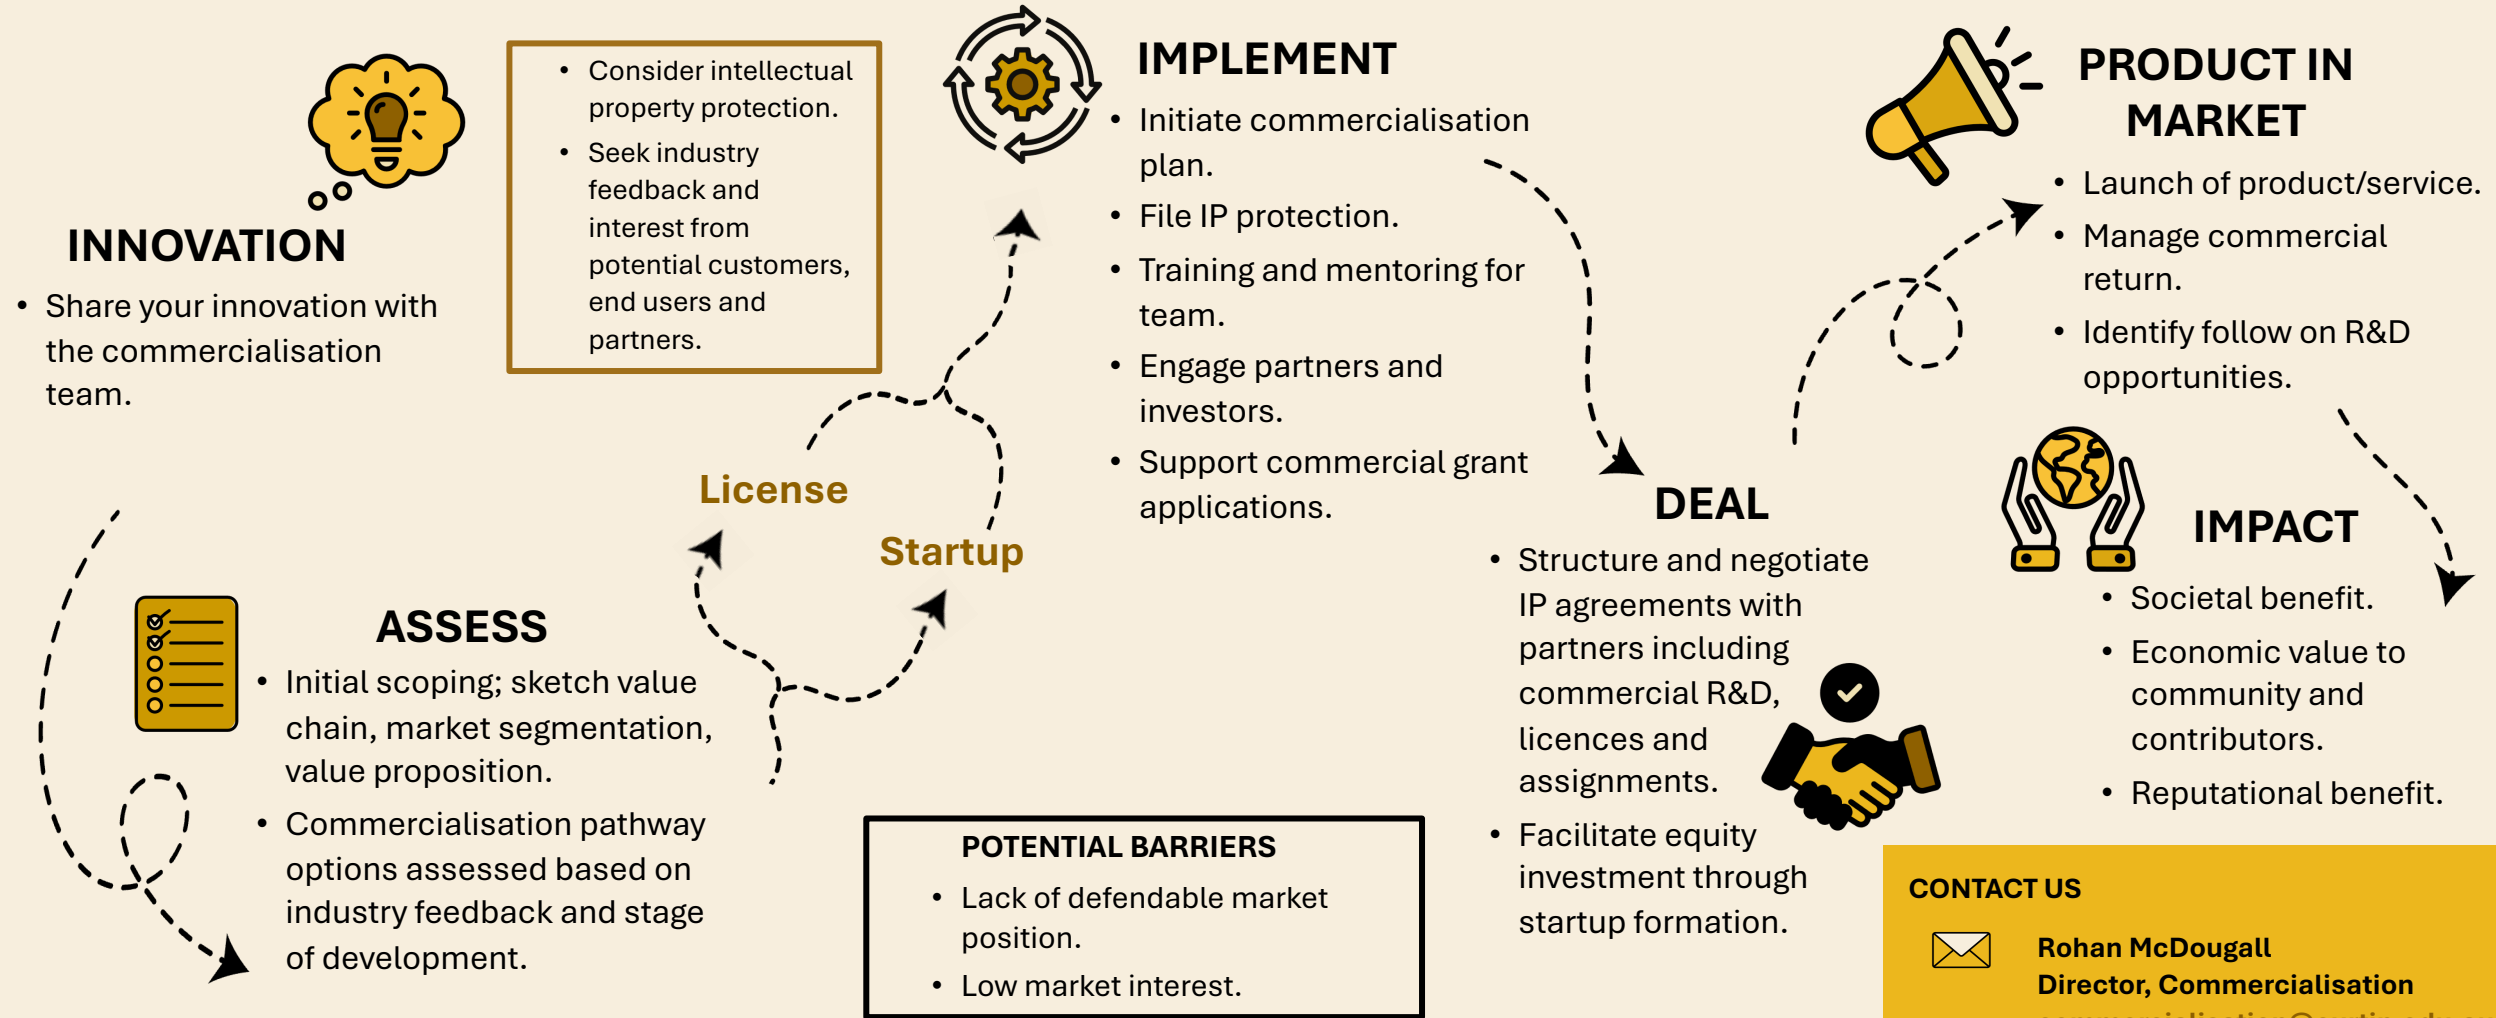 INNOVATION
• Share your innovation with
the commercialisation
team.
• Consider intellectual
property protection.
• Seek industry
feedback and
interest from
potential customers,
end users and
partners.
ASSESS
• Initial scoping; sketch value
chain, market segmentation,
value proposition.
• Commercialisation pathway
options assessed based on
industry feedback and stage
of development.
License
Startup
POTENTIAL BARRIERS
• Lack of defendable market
position.
• Low market interest.
IMPLEMENT
• Initiate commercialisation
plan.
• File IP protection.
• Training and mentoring for
team.
• Engage partners and
investors.
• Support commercial grant
applications.
DEAL
• Structure and negotiate
IP agreements with
partners including
commercial R&D,
licences and
assignments.
• Facilitate equity
investment through
startup formation.
PRODUCT IN
MARKET
• Launch of product/service.
• Manage commercial
return.
• Identify follow on R&D
opportunities.
IMPACT
• Societal benefit.
• Economic value to
community and
contributors.
• Reputational benefit.
CONTACT US
Rohan McDougall
Director, Commercialisation